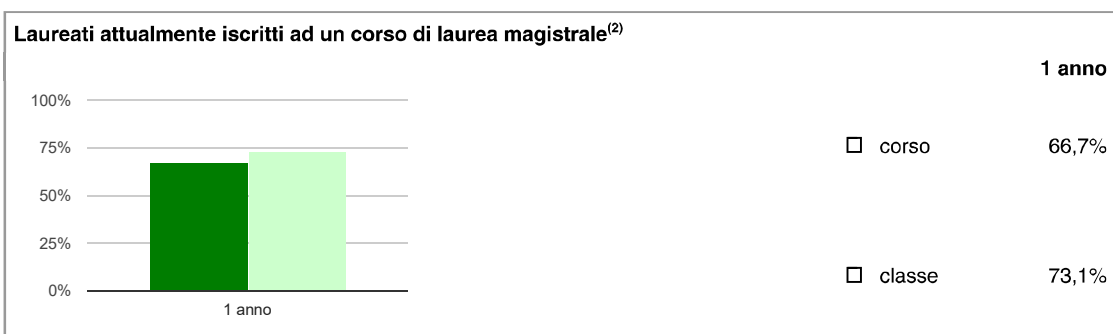 Laureati attualmente iscritti ad un corso di laurea magistrale(2)
1 anno
100%
75%
50%
25%
0%
1 anno
corso 66,7%
classe 73,1%